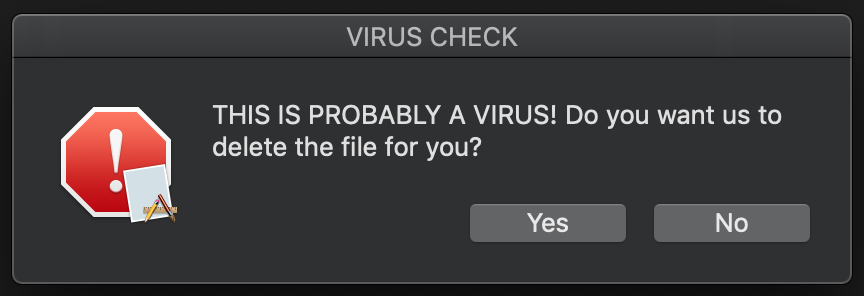 VIRUS CHECK
THIS IS PROBABLY A VIRUS! Do you want us to
delete the file for you?
Yes No